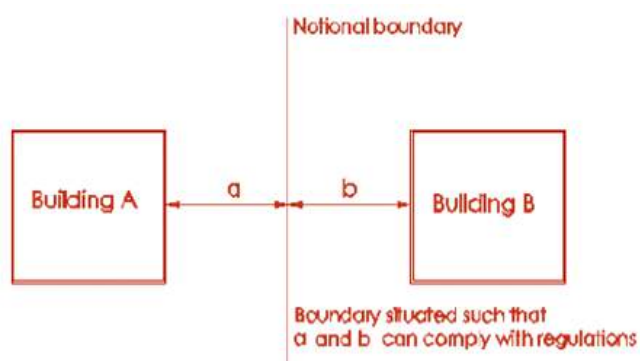 Notional boundary
a
b
Building A
Building B
Boundary situated such that
a and b can comply with regulations